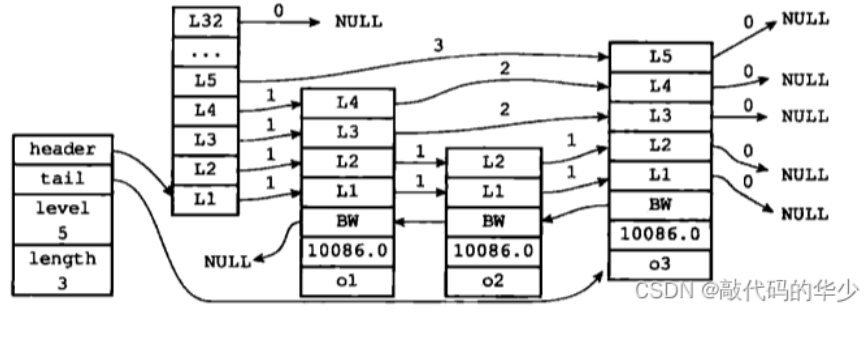 L32
0
NULL
...
L5
3
L4
1
L3
1
L2
1
L1
1
header
tail
level
5
length
3
L4
2
L3
2
L2
1
L1
1
BW
NULL
10086.0
o1
L2
1
L1
1
BW
10086.0
o2
L5
0
NULL
L4
0
NULL
L3
0
NULL
L2
0
NULL
L1
0
NULL
BW
10086.0
o3
CSDN @敲代码的华少